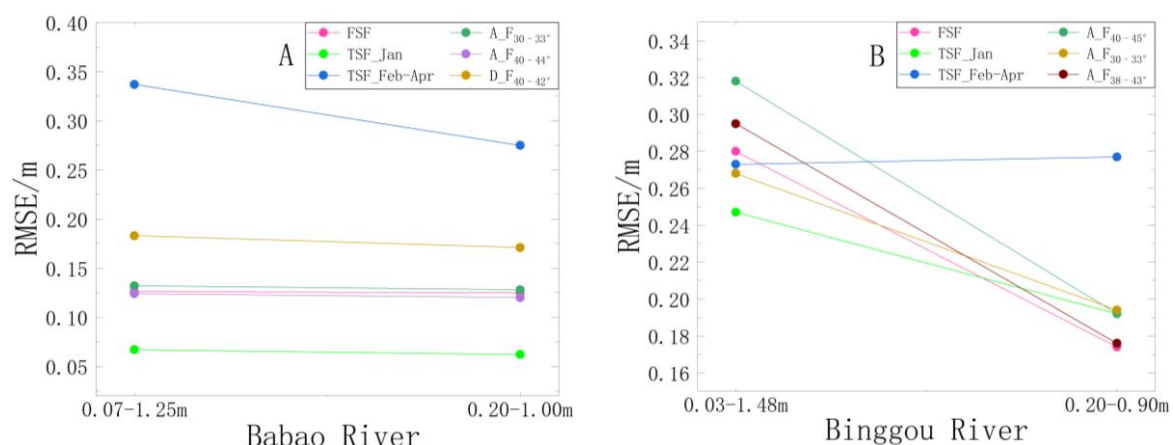 A
FSF
TSF_Jan
TSF_Feb-Apr
A_F30-33°
A_F40-44°
D_F40-42°
RMSE/m
0.40
0.35
0.30
0.25
0.20
0.15
0.10
0.05
0.07-1.25m
0.20-1.00m
Babao River
B
FSF
TSF_Jan
TSF_Feb-Apr
A_F40-45°
A_F30-33°
A_F38-43°
RMSE/m
0.34
0.32
0.30
0.28
0.26
0.24
0.22
0.20
0.18
0.16
0.03-1.48m
0.20-0.90m
Binggou River